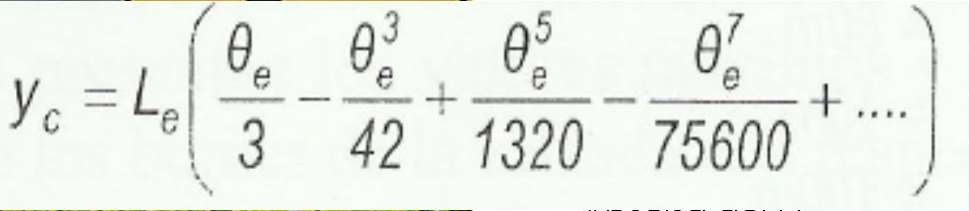 y_c = L_e ( θ_e/3 − θ_e^3/42 + θ_e^5/1320 − θ_e^7/75600 + .... )